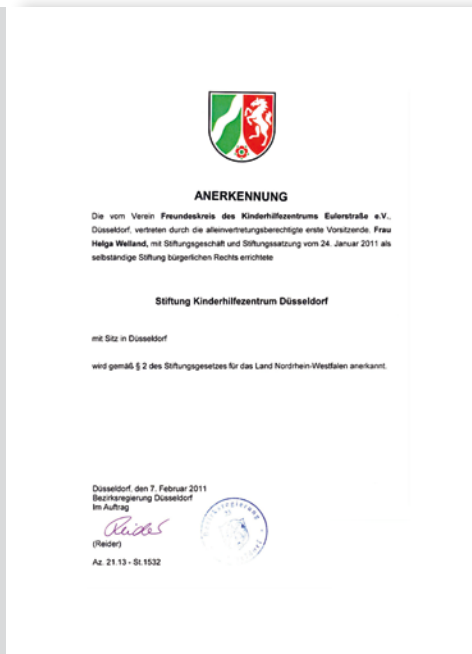 ANERKENNUNG
Die vom Verein Freundeskreis des Kinderhilfezentrums Eulerstraße e.V.,
Düsseldorf, vertreten durch die alleinvertretungsberechtigte erste Vorsitzende, Frau
Helga Welland, mit Stiftungsgeschäft und Stiftungssatzung vom 24. Januar 2011 als
selbständige Stiftung bürgerlichen Rechts errichtete
Stiftung Kinderhilfezentrum Düsseldorf
mit Sitz in Düsseldorf
wird gemäß § 2 des Stiftungsgesetzes für das Land Nordrhein-Westfalen anerkannt.
Düsseldorf, den 7. Februar 2011
Bezirksregierung Düsseldorf
Im Auftrag
Reider
(Reider)
Az. 21.13 - St.1532